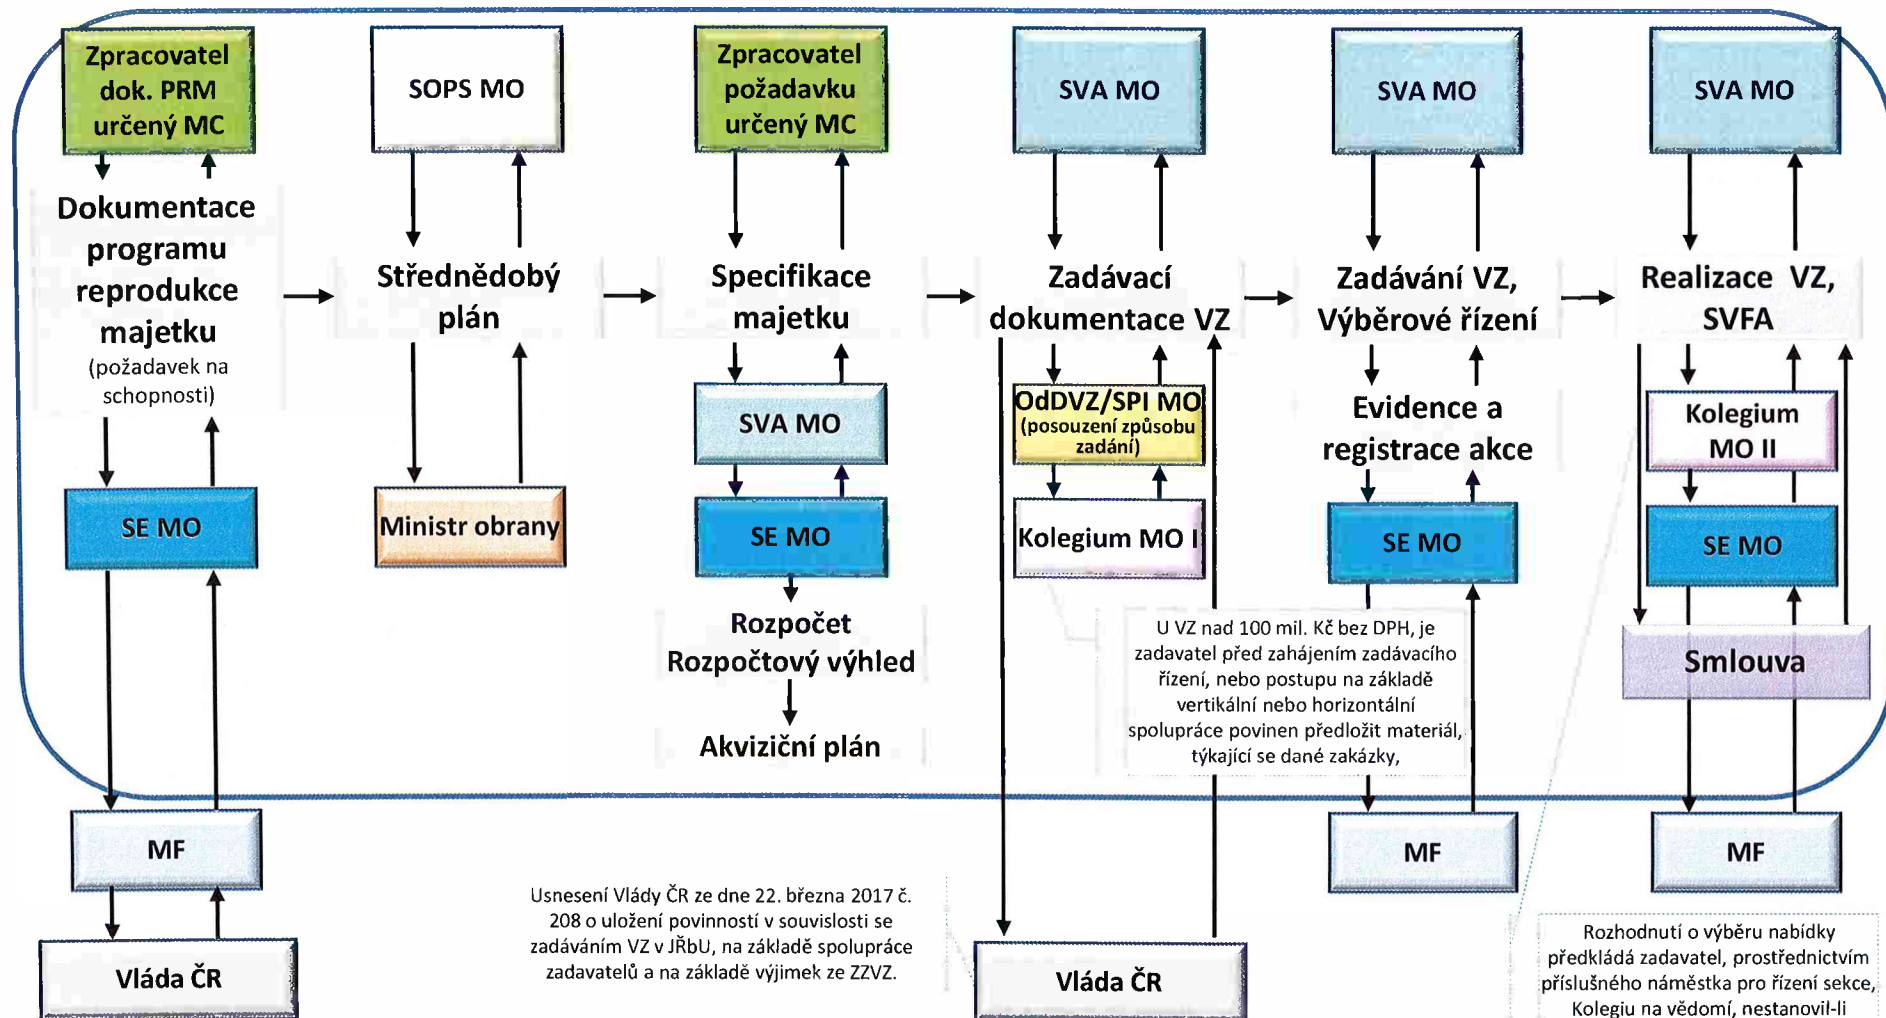 Zpracovatel
dok. PRM
určený MC
Dokumentace
programu
reprodukce
majetku
(požadavek na
schopnosti)
SE MO
MF
Vláda ČR
SOPS MO
Střednědobý
plán
Ministr obrany
Zpracovatel
požadavku
určený MC
Specifikace
majetku
SVA MO
SE MO
Rozpočet
Rozpočtový výhled
Akviziční plán
SVA MO
Zadávací
dokumentace VZ
OdDVZ/SPI MO
(posouzení způsobu
zadání)
Kolegium MO I
U VZ nad 100 mil. Kč bez DPH, je
zadavatel před zahájením zadávacího
řízení, nebo postupu na základě
vertikální nebo horizontální
spolupráce povinen předložit materiál,
týkající se dané zakázky,
Usnesení Vlády ČR ze dne 22. března 2017 č.
208 o uložení povinností v souvislosti se
zadáváním VZ v JŘbU, na základě spolupráce
zadavatelů a na základě výjimek ze ZZVZ.
Vláda ČR
SVA MO
Zadávání VZ,
Výběrové řízení
Evidence a
registrace akce
SE MO
MF
SVA MO
Realizace VZ,
SVFA
Kolegium
MO II
SE MO
Smlouva
MF
Rozhodnutí o výběru nabídky
předkládá zadavatel, prostřednictvím
příslušného náměstka pro řízení sekce,
Kolegiu na vědomí, nestanovil-li